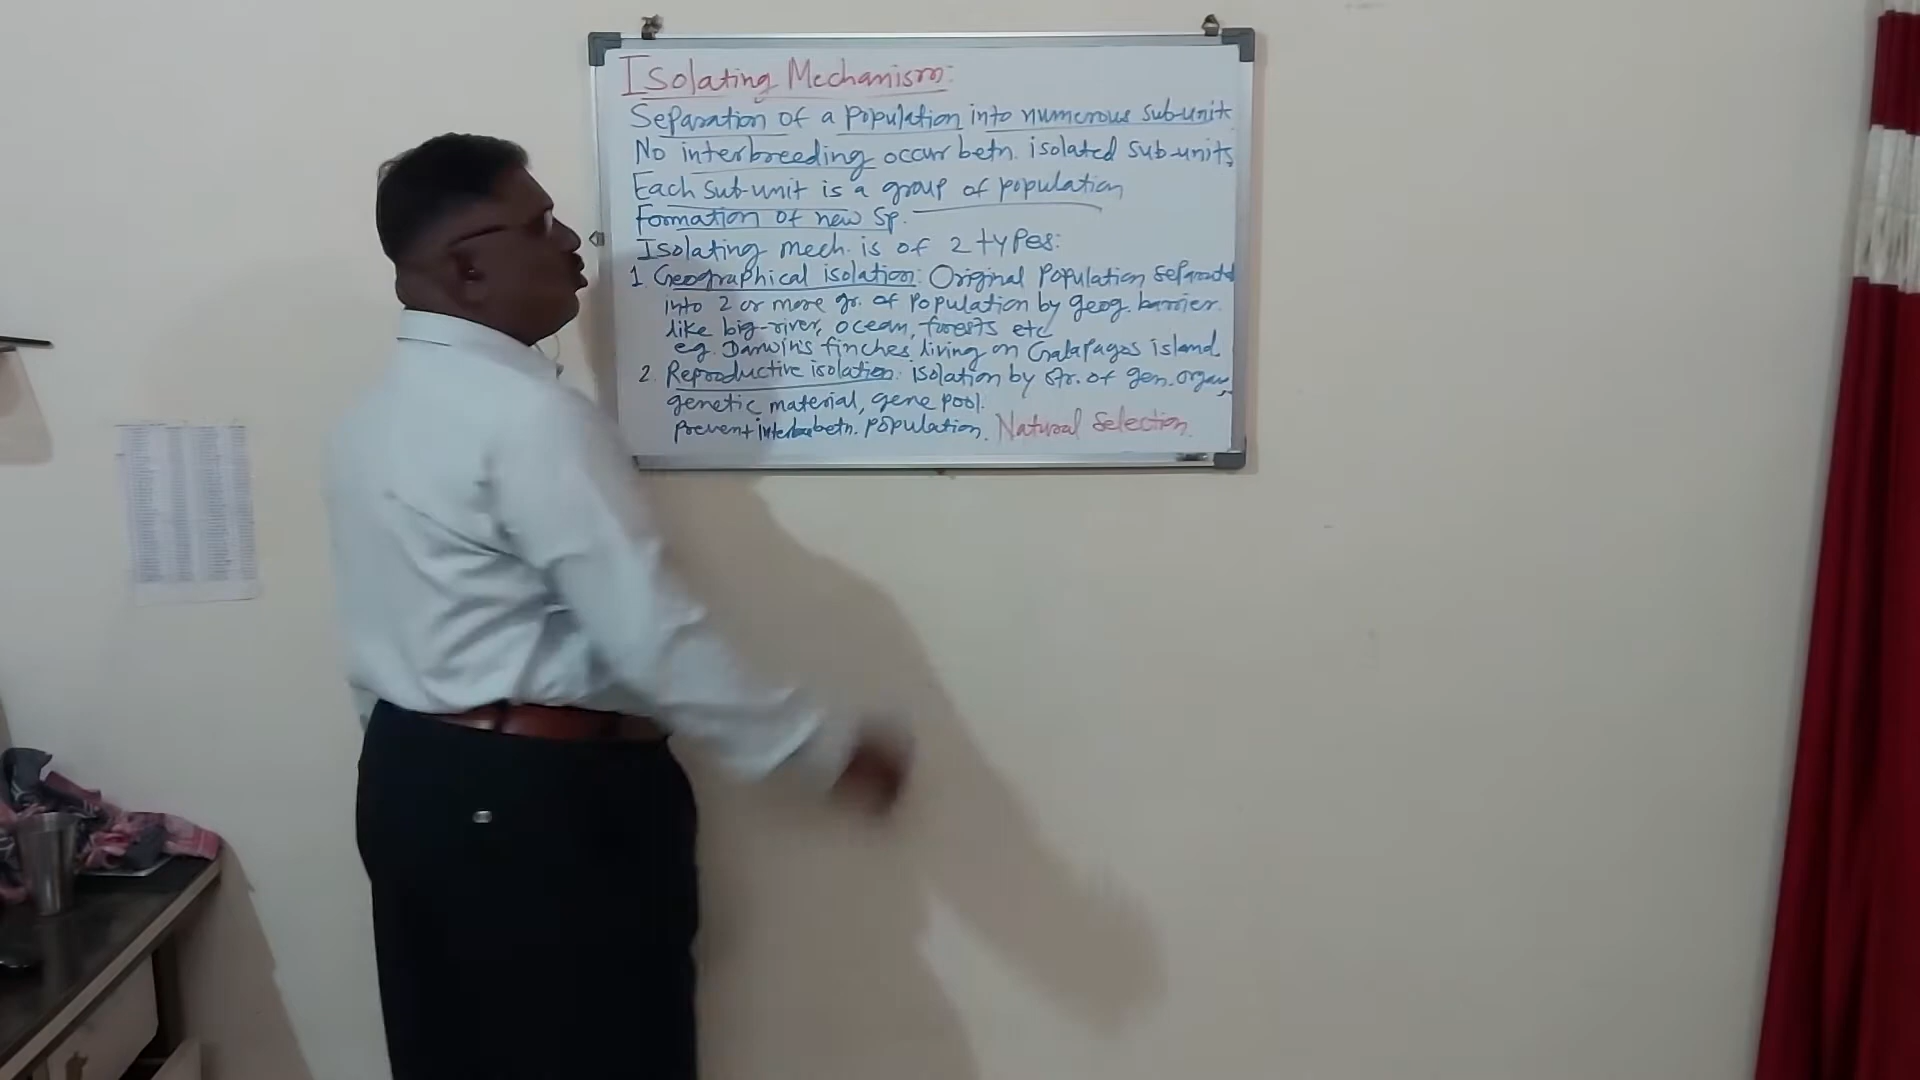 Isolating Mechanism:
Separation of a population into numerous sub-unit
No interbreeding occur betn. isolated sub-units,
Each sub-unit is a group of population
Formation of new Sp.
Isolating mech. is of 2 types:
1. Geographical isolation: Original Population separated
into 2 or more gr. of population by geog. barrier.
like big-river, ocean, forests etc
eg. Darwin's finches living on Galapagos island
2. Reproductive isolation: isolation by str. of gen. organs,
genetic material, gene pool.
prevent betn. population. Natural Selection